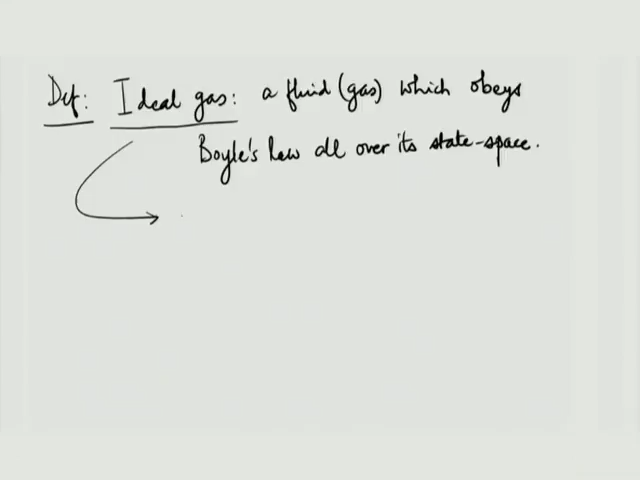 Def: Ideal gas: a fluid (gas) which obeys
Boyle's Law all over its state-space.